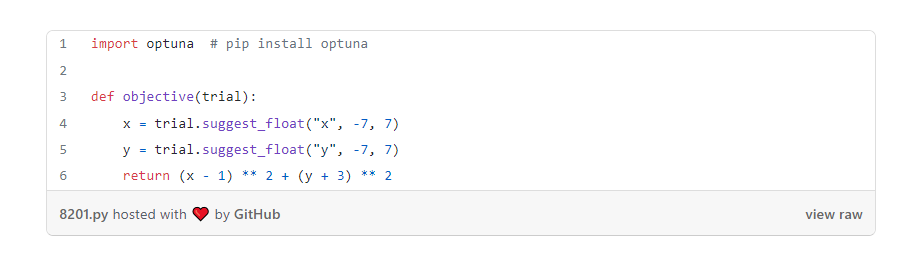 1 import optuna  # pip install optuna
2
3 def objective(trial):
4     x = trial.suggest_float("x", -7, 7)
5     y = trial.suggest_float("y", -7, 7)
6     return (x - 1) ** 2 + (y + 3) ** 2
8201.py hosted with ❤ by GitHub view raw